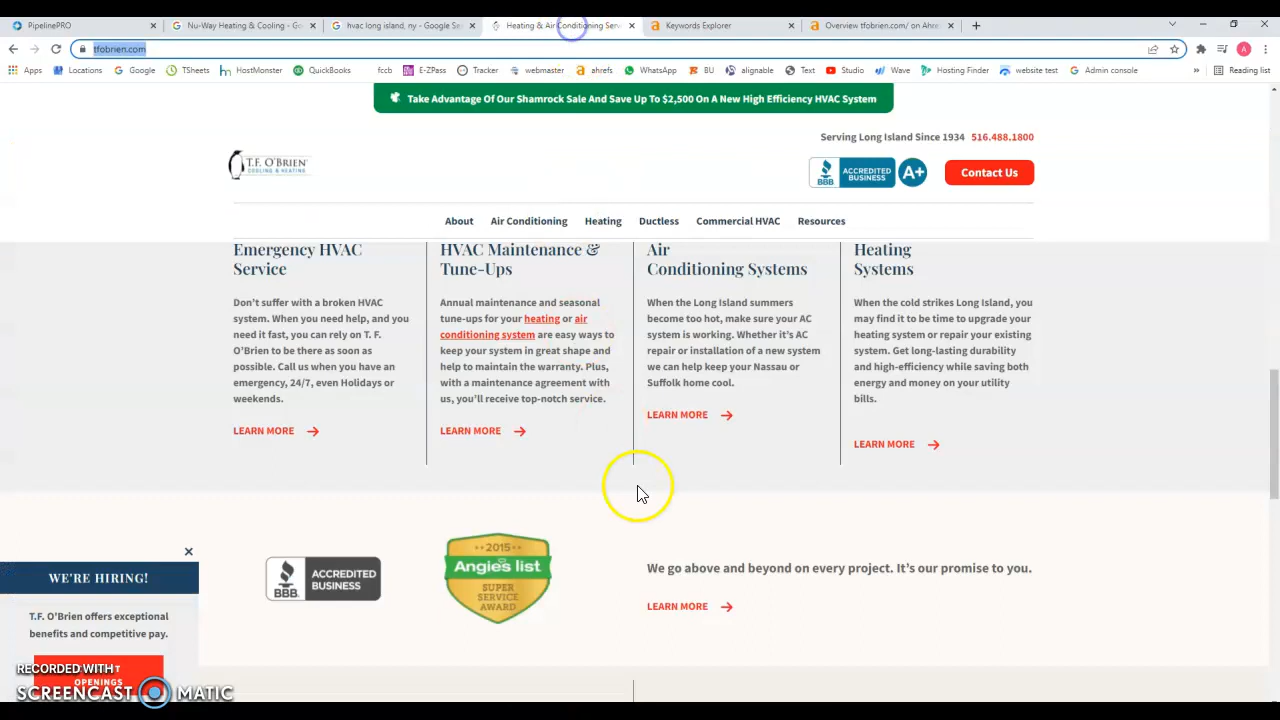 PipelinePRO
Nu-Way Heating & Cooling - Go
hvac long island, ny - Google Se
Heating & Air Conditioning Serv
Keywords Explorer
Overview tfobrien.com/ on Ahre
tfobrien.com
A
Apps
Locations
Google
TSheets
HostMonster
QuickBooks
fccb
E-ZPass
Tracker
webmaster
ahrefs
WhatsApp
BU
alignable
Text
Studio
Wave
Hosting Finder
website test
Admin console
»
Reading list
Take Advantage Of Our Shamrock Sale And Save Up To $2,500 On A New High Efficiency HVAC System
Serving Long Island Since 1934 516.488.1800
T.F. O'BRIEN
COOLING & HEATING
BBB
ACCREDITED
BUSINESS
A+
Contact Us
About Air Conditioning Heating Ductless Commercial HVAC Resources
Emergency HVAC
Service
Don't suffer with a broken HVAC
system. When you need help, and you
need it fast, you can rely on T. F.
O'Brien to be there as soon as
possible. Call us when you have an
emergency, 24/7, even Holidays or
weekends.
LEARN MORE
HVAC Maintenance &
Tune-Ups
Annual maintenance and seasonal
tune-ups for your heating or air
conditioning system are easy ways to
keep your system in great shape and
help to maintain the warranty. Plus,
with a maintenance agreement with
us, you'll receive top-notch service.
LEARN MORE
Air
Conditioning Systems
When the Long Island summers
become too hot, make sure your AC
system is working. Whether it's AC
repair or installation of a new system
we can help keep your Nassau or
Suffolk home cool.
LEARN MORE
Heating
Systems
When the cold strikes Long Island, you
may find it to be time to upgrade your
heating system or repair your existing
system. Get long-lasting durability
and high-efficiency while saving both
energy and money on your utility
bills.
LEARN MORE
BBB
ACCREDITED
BUSINESS
2015
Angie's list
SUPER
SERVICE
AWARD
We go above and beyond on every project. It's our promise to you.
LEARN MORE
WE'RE HIRING!
T.F. O'Brien offers exceptional
benefits and competitive pay.
OPENINGS
RECORDED WITH
SCREENCAST MATIC